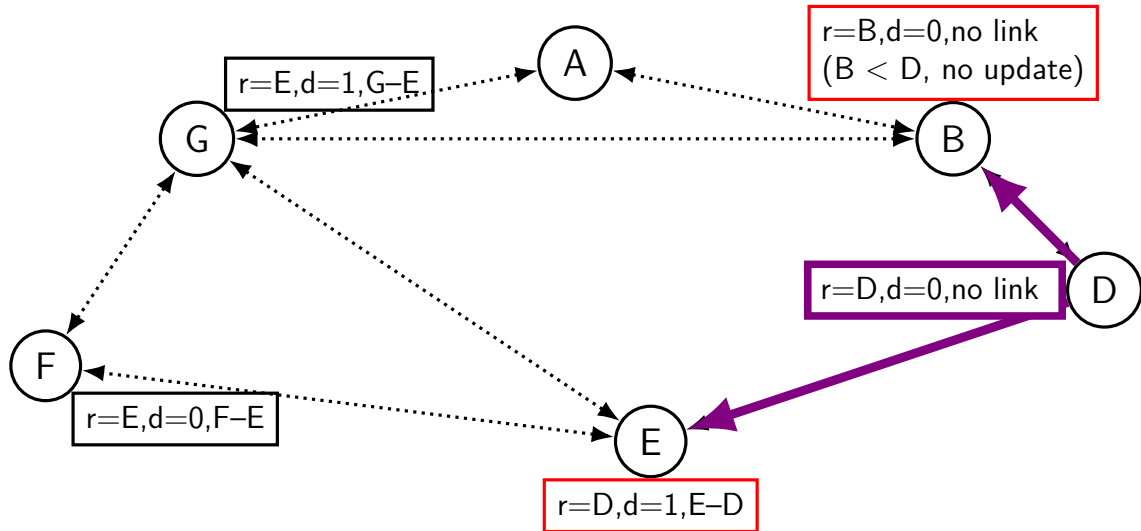 r=B,d=0,no link
(B < D, no update)
A
r=E,d=1,G–E
G
B
r=D,d=0,no link
D
F
r=E,d=0,F–E
E
r=D,d=1,E–D